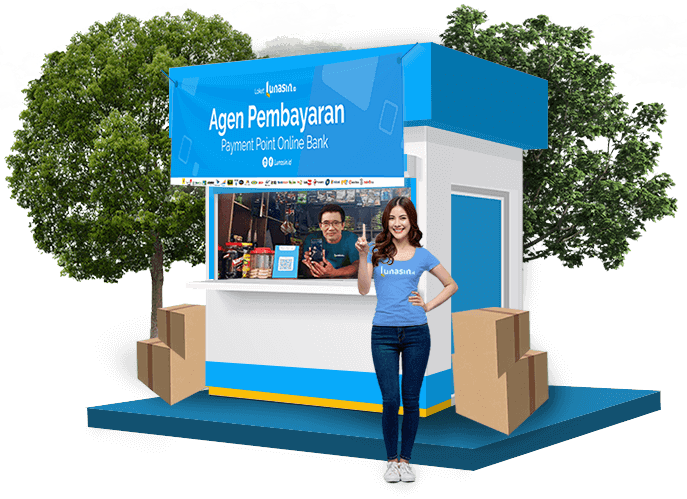 Loket lunasin.id
Agen Pembayaran
Payment Point Online Bank
Lunasin.id
lunasin.id